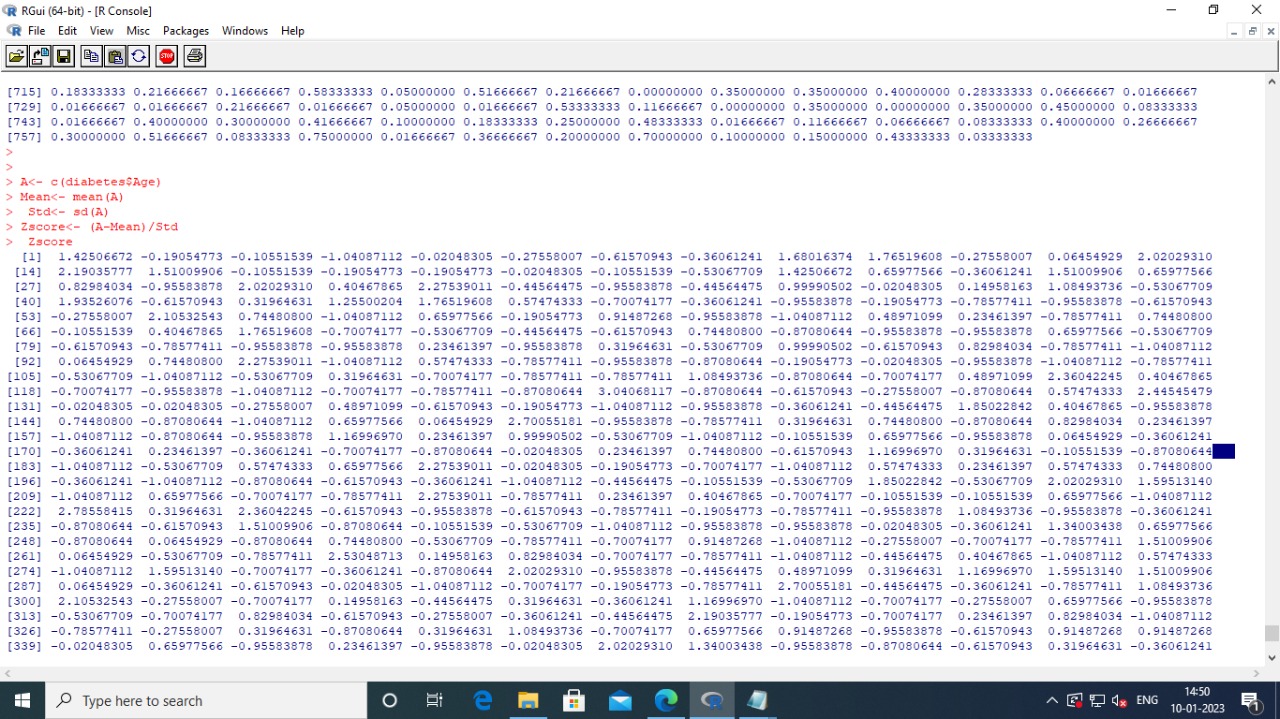 RGui (64-bit) - [R Console]
File Edit View Misc Packages Windows Help
STOP
[715] 0.18333333 0.21666667 0.16666667 0.58333333 0.05000000 0.51666667 0.21666667 0.00000000 0.35000000 0.35000000 0.40000000 0.28333333 0.06666667 0.01666667
[729] 0.01666667 0.01666667 0.21666667 0.01666667 0.05000000 0.01666667 0.53333333 0.11666667 0.00000000 0.35000000 0.00000000 0.35000000 0.45000000 0.08333333
[743] 0.01666667 0.40000000 0.30000000 0.41666667 0.10000000 0.18333333 0.25000000 0.48333333 0.01666667 0.11666667 0.06666667 0.08333333 0.40000000 0.26666667
[757] 0.30000000 0.51666667 0.08333333 0.75000000 0.01666667 0.36666667 0.20000000 0.70000000 0.10000000 0.15000000 0.43333333 0.03333333
>
>
> A<- c(diabetes$Age)
> Mean<- mean(A)
> Std<- sd(A)
> Zscore<- (A-Mean)/Std
> Zscore
[1] 1.42506672 -0.19054773 -0.10551539 -1.04087112 -0.02048305 -0.27558007 -0.61570943 -0.36061241 1.68016374 1.76519608 -0.27558007 0.06454929 2.02029310
[14] 2.19035777 1.51009906 -0.10551539 -0.19054773 -0.19054773 -0.02048305 -0.10551539 -0.53067709 1.42506672 0.65977566 -0.36061241 1.51009906 0.65977566
[27] 0.82984034 -0.95583878 2.02029310 0.40467865 2.27539011 -0.44564475 -0.95583878 -0.44564475 0.99990502 -0.02048305 0.14958163 1.08493736 -0.53067709
[40] 1.93526076 -0.61570943 0.31964631 1.25500204 1.76519608 0.57474333 -0.70074177 -0.36061241 -0.95583878 -0.19054773 -0.78577411 -0.95583878 -0.61570943
[53] -0.27558007 2.10532543 0.74480800 -1.04087112 0.65977566 -0.19054773 0.91487268 -0.95583878 -1.04087112 0.48971099 0.23461397 -0.78577411 0.74480800
[66] -0.10551539 0.40467865 1.76519608 -0.70074177 -0.53067709 -0.44564475 -0.61570943 0.74480800 -0.87080644 -0.95583878 -0.95583878 0.65977566 -0.53067709
[79] -0.61570943 -0.78577411 -0.95583878 -0.95583878 0.23461397 -0.95583878 0.31964631 -0.53067709 0.99990502 -0.61570943 0.82984034 -0.78577411 -1.04087112
[92] 0.06454929 0.74480800 2.27539011 -1.04087112 0.57474333 -0.78577411 -0.95583878 -0.87080644 -0.19054773 -0.02048305 -0.95583878 -1.04087112 -0.78577411
[105] -0.53067709 -1.04087112 -0.53067709 0.31964631 -0.70074177 -0.78577411 -0.78577411 1.08493736 -0.87080644 -0.70074177 0.48971099 2.36042245 0.40467865
[118] -0.70074177 -0.95583878 -1.04087112 -0.70074177 -0.78577411 -0.87080644 3.04068117 -0.87080644 -0.61570943 -0.27558007 -0.87080644 0.57474333 2.44545479
[131] -0.02048305 -0.02048305 -0.27558007 0.48971099 -0.61570943 -0.19054773 -1.04087112 -0.95583878 -0.36061241 -0.44564475 1.85022842 0.40467865 -0.95583878
[144] 0.74480800 -0.87080644 -1.04087112 0.65977566 0.06454929 2.70055181 -0.95583878 -0.78577411 0.31964631 0.74480800 -0.87080644 -0.87080644 0.82984034 0.23461397
[157] -1.04087112 -0.87080644 -0.95583878 1.16996970 0.23461397 0.99990502 -0.53067709 -1.04087112 -0.10551539 0.65977566 -0.95583878 0.06454929 -0.36061241
[170] -0.36061241 0.23461397 -0.36061241 -0.70074177 -0.87080644 -0.02048305 0.23461397 0.74480800 -0.61570943 1.16996970 0.31964631 -0.10551539 -0.87080644
[183] -1.04087112 -0.53067709 0.57474333 0.65977566 2.27539011 -0.02048305 -0.19054773 -0.70074177 -1.04087112 0.57474333 0.23461397 0.57474333 0.74480800
[196] -0.36061241 -1.04087112 -0.87080644 -0.61570943 -0.36061241 -1.04087112 -0.44564475 -0.10551539 -0.53067709 1.85022842 -0.53067709 2.02029310 1.59513140
[209] -1.04087112 0.65977566 -0.70074177 -0.78577411 2.27539011 -0.78577411 0.23461397 0.40467865 -0.70074177 -0.10551539 -0.10551539 0.65977566 -1.04087112
[222] 2.78558415 0.31964631 2.36042245 -0.61570943 -0.95583878 -0.61570943 -0.78577411 -0.19054773 -0.78577411 -0.95583878 1.08493736 -0.95583878 -0.36061241
[235] -0.87080644 -0.61570943 1.51009906 -0.87080644 -0.10551539 -0.53067709 -1.04087112 -0.95583878 -0.95583878 -0.02048305 -0.36061241 1.34003438 0.65977566
[248] -0.87080644 0.06454929 -0.87080644 0.74480800 -0.53067709 -0.78577411 -0.70074177 0.91487268 -1.04087112 -0.27558007 -0.70074177 -0.78577411 1.51009906
[261] 0.06454929 -0.53067709 -0.78577411 2.53048713 0.14958163 0.82984034 -0.70074177 -0.78577411 -1.04087112 -0.44564475 0.40467865 -1.04087112 0.57474333
[274] -1.04087112 1.59513140 -0.70074177 -0.36061241 -0.87080644 2.02029310 -0.95583878 -0.44564475 0.48971099 0.31964631 1.16996970 1.59513140 1.51009906
[287] 0.06454929 -0.36061241 -0.61570943 -0.02048305 -1.04087112 -0.70074177 -0.19054773 -0.78577411 2.70055181 -0.44564475 -0.36061241 -0.78577411 1.08493736
[300] 2.10532543 -0.27558007 -0.70074177 0.14958163 -0.44564475 0.31964631 -0.36061241 1.16996970 -1.04087112 -0.70074177 -0.27558007 0.65977566 -0.95583878
[313] -0.53067709 -0.70074177 0.82984034 -0.61570943 -0.27558007 -0.36061241 -0.44564475 2.19035777 -0.19054773 -0.70074177 0.23461397 0.82984034 -1.04087112
[326] -0.78577411 -0.27558007 0.31964631 -0.87080644 0.31964631 1.08493736 -0.70074177 0.65977566 0.91487268 -0.95583878 -0.61570943 0.91487268 0.91487268
[339] -0.02048305 0.65977566 -0.95583878 0.23461397 -0.95583878 -0.02048305 2.02029310 1.34003438 -0.95583878 -0.87080644 -0.61570943 0.31964631 -0.36061241
Type here to search
ENG
14:50
10-01-2023
1